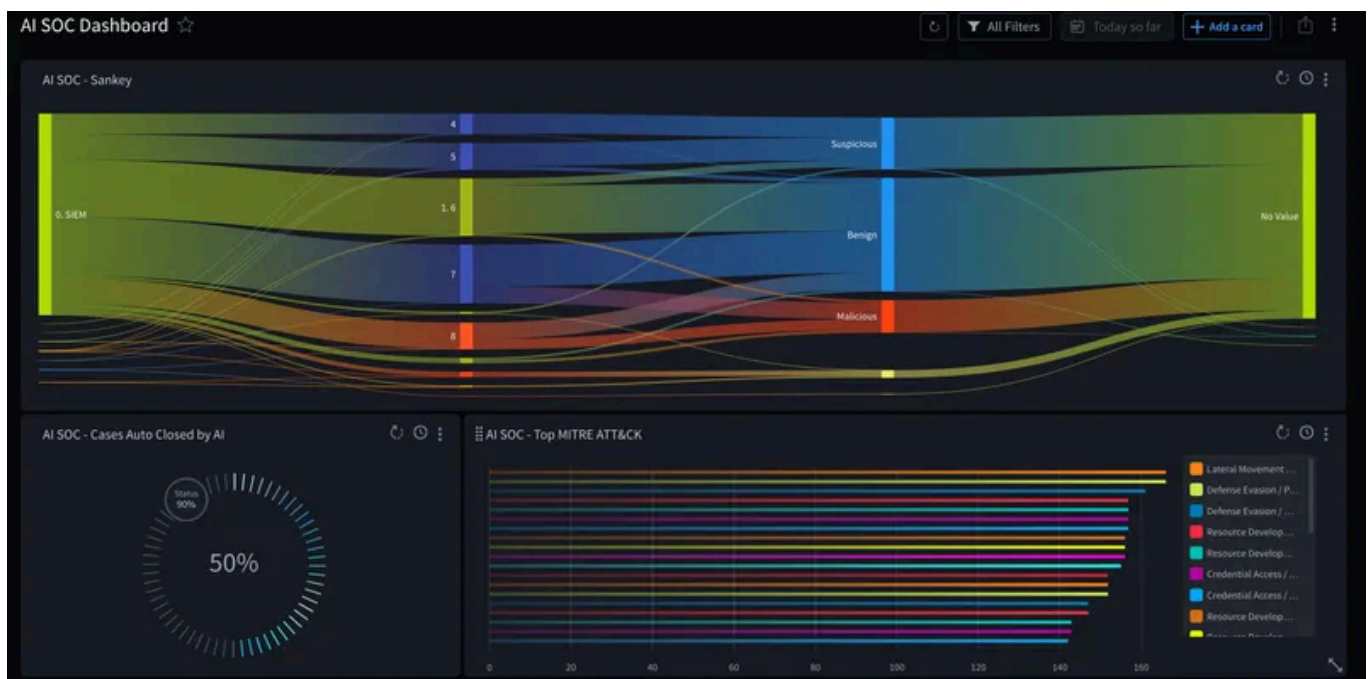 AI SOC Dashboard
All Filters
Today so far
+ Add a card
AI SOC - Sankey
4
5
Suspicious
1. 6
0. SIEM
No Value
Benign
7
Malicious
8
AI SOC - Cases Auto Closed by AI
Status
90%
50%
AI SOC - Top MITRE ATT&CK
Lateral Movement ...
Defense Evasion / P...
Defense Evasion / ...
Resource Develop...
Resource Develop...
Credential Access / ...
Credential Access / ...
Resource Develop...
Resource Develop...
0 20 40 60 80 100 120 140 160